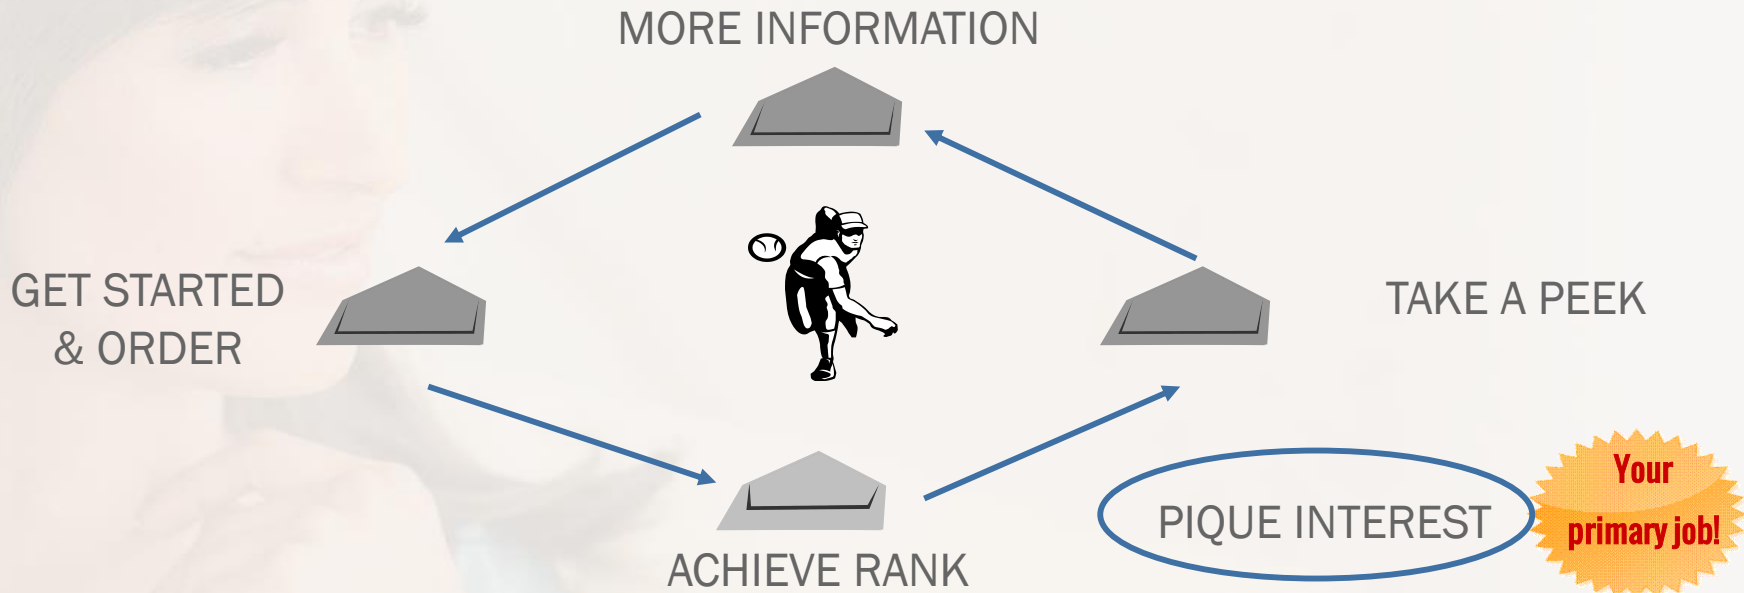 MORE INFORMATION
GET STARTED
& ORDER
TAKE A PEEK
Your
primary job!
PIQUE INTEREST
ACHIEVE RANK